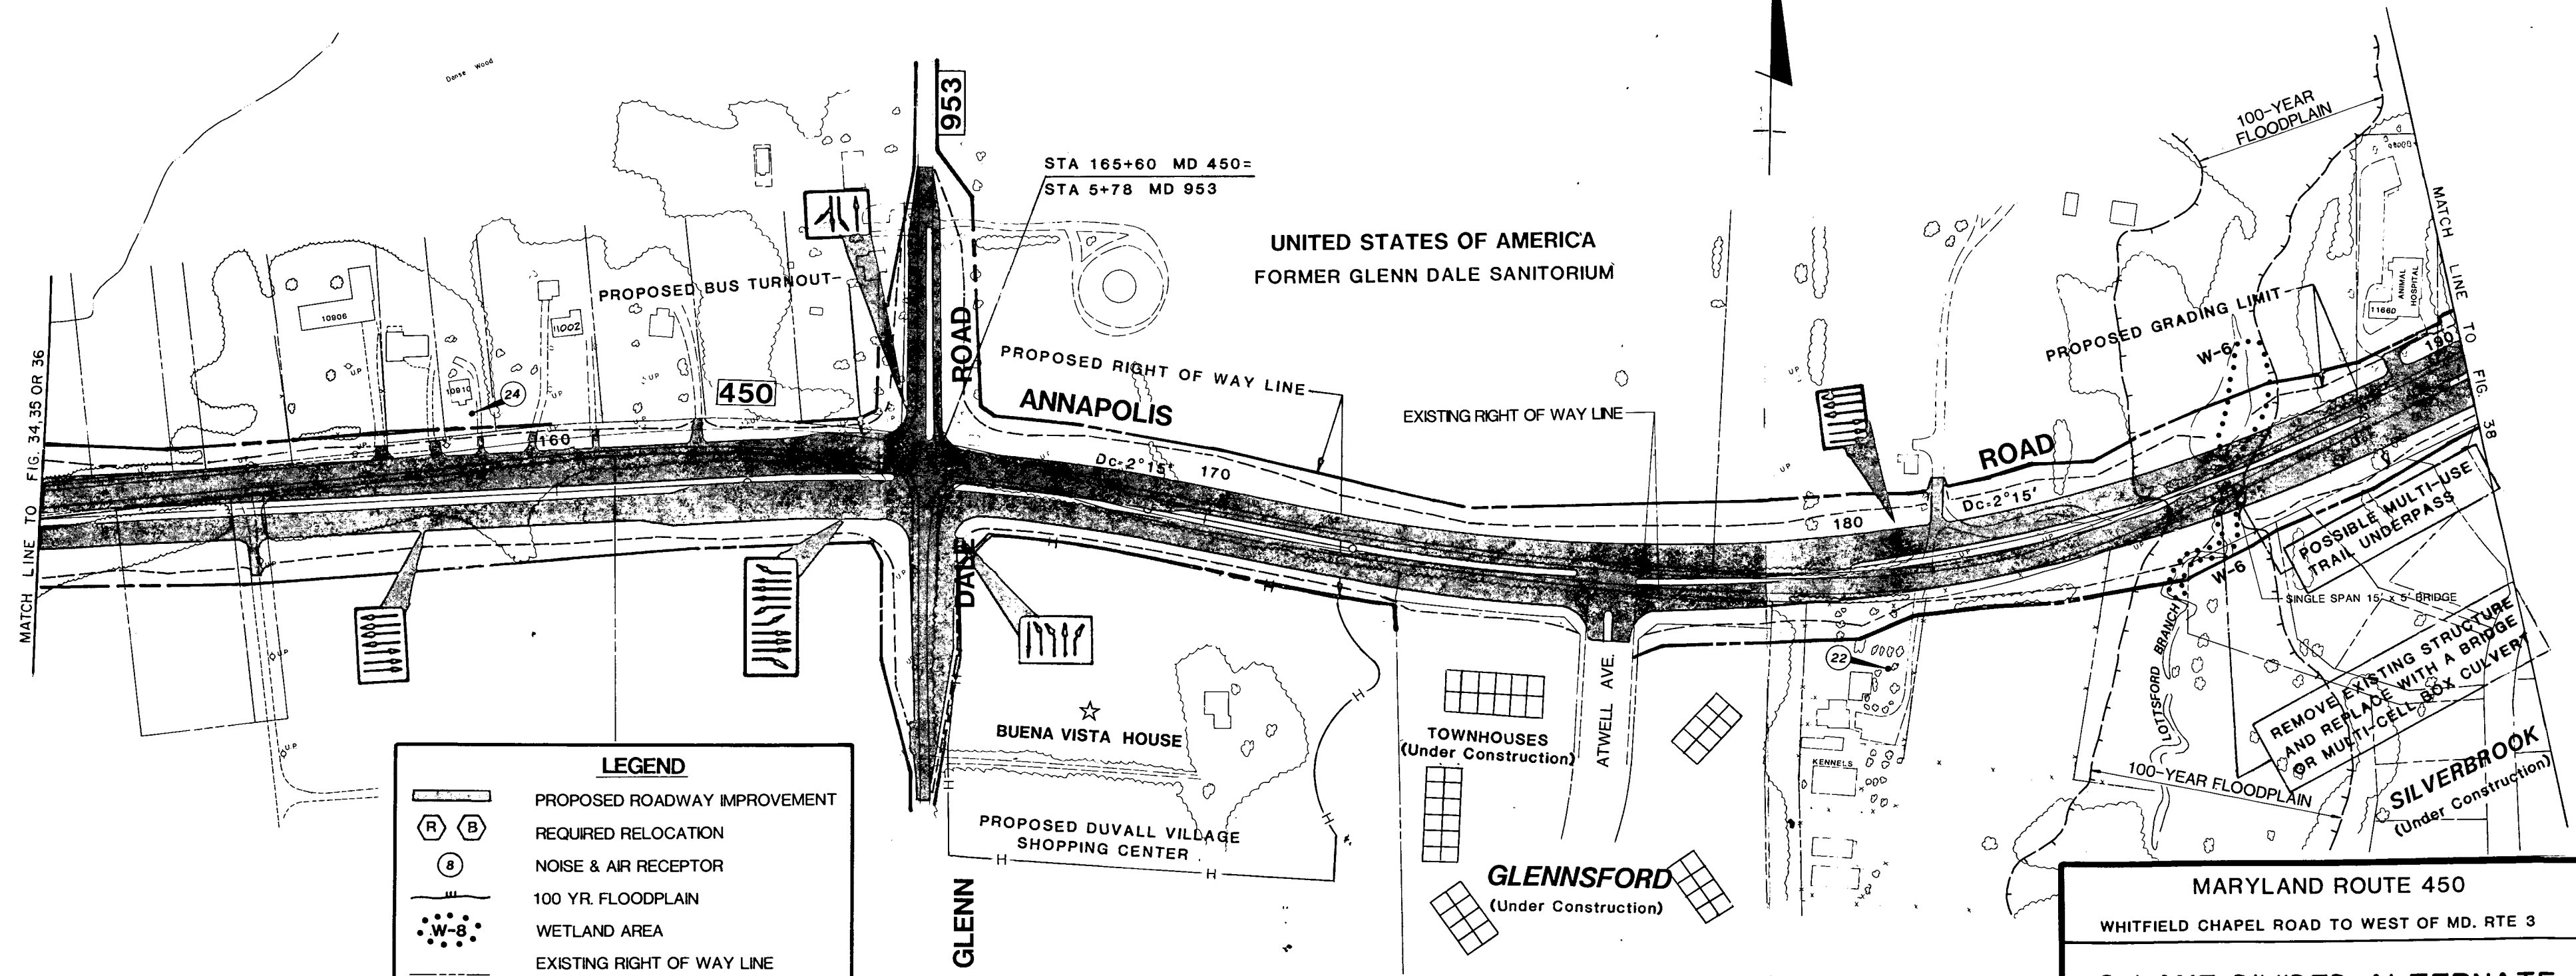 Dense Wood
953
STA 165+60 MD 450=
STA 5+78 MD 953
UNITED STATES OF AMERICA
FORMER GLENN DALE SANITORIUM
100-YEAR
FLOODPLAIN
MATCH LINE TO FIG. 38
ANIMAL
HOSPITAL
11660
PROPOSED GRADING LIMIT
W-6
190
PROPOSED BUS TURNOUT
10906
11002
10910
24
450
160
ROAD
PROPOSED RIGHT OF WAY LINE
ANNAPOLIS
EXISTING RIGHT OF WAY LINE
ROAD
Dc=2°15'
170
180
Dc=2°15'
MATCH LINE TO FIG. 34,35 OR 36
UP
UP
UP
UP
DALE
GLENN
H
H
H
H
H
H
H
POSSIBLE MULTI-USE
TRAIL UNDERPASS
W-6
SINGLE SPAN 15' x 5' BRIDGE
LOTTSFORD BRANCH
REMOVE EXISTING STRUCTURE
AND REPLACE WITH A BRIDGE
OR MULTI-CELL BOX CULVERT
22
KENNELS
100-YEAR FLOODPLAIN
SILVERBROOK
(Under Construction)
BUENA VISTA HOUSE
TOWNHOUSES
(Under Construction)
ATWELL AVE.
PROPOSED DUVALL VILLAGE
SHOPPING CENTER
GLENNSFORD
(Under Construction)
LEGEND
PROPOSED ROADWAY IMPROVEMENT
R B REQUIRED RELOCATION
8 NOISE & AIR RECEPTOR
100 YR. FLOODPLAIN
W-8 WETLAND AREA
EXISTING RIGHT OF WAY LINE
MARYLAND ROUTE 450
WHITFIELD CHAPEL ROAD TO WEST OF MD. RTE 3